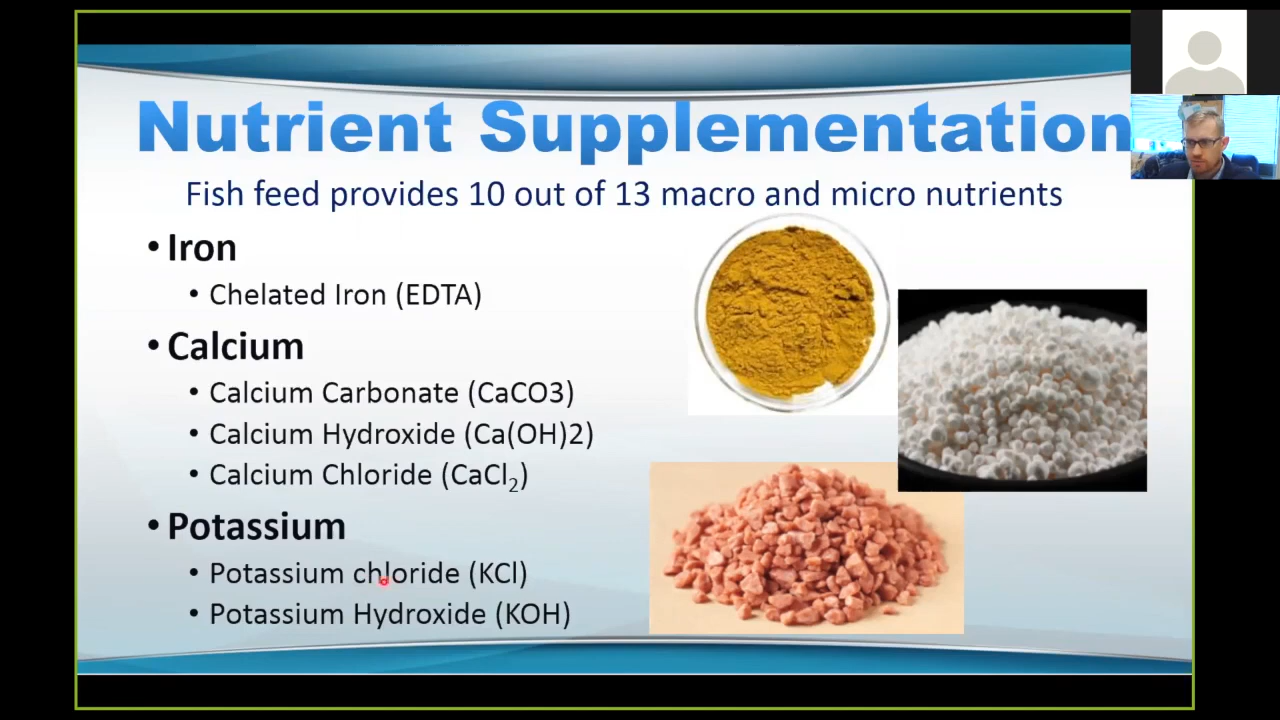 Nutrient Supplementation
Fish feed provides 10 out of 13 macro and micro nutrients
• Iron
• Chelated Iron (EDTA)
• Calcium
• Calcium Carbonate (CaCO3)
• Calcium Hydroxide (Ca(OH)2)
• Calcium Chloride (CaCl₂)
• Potassium
• Potassium chloride (KCl)
• Potassium Hydroxide (KOH)